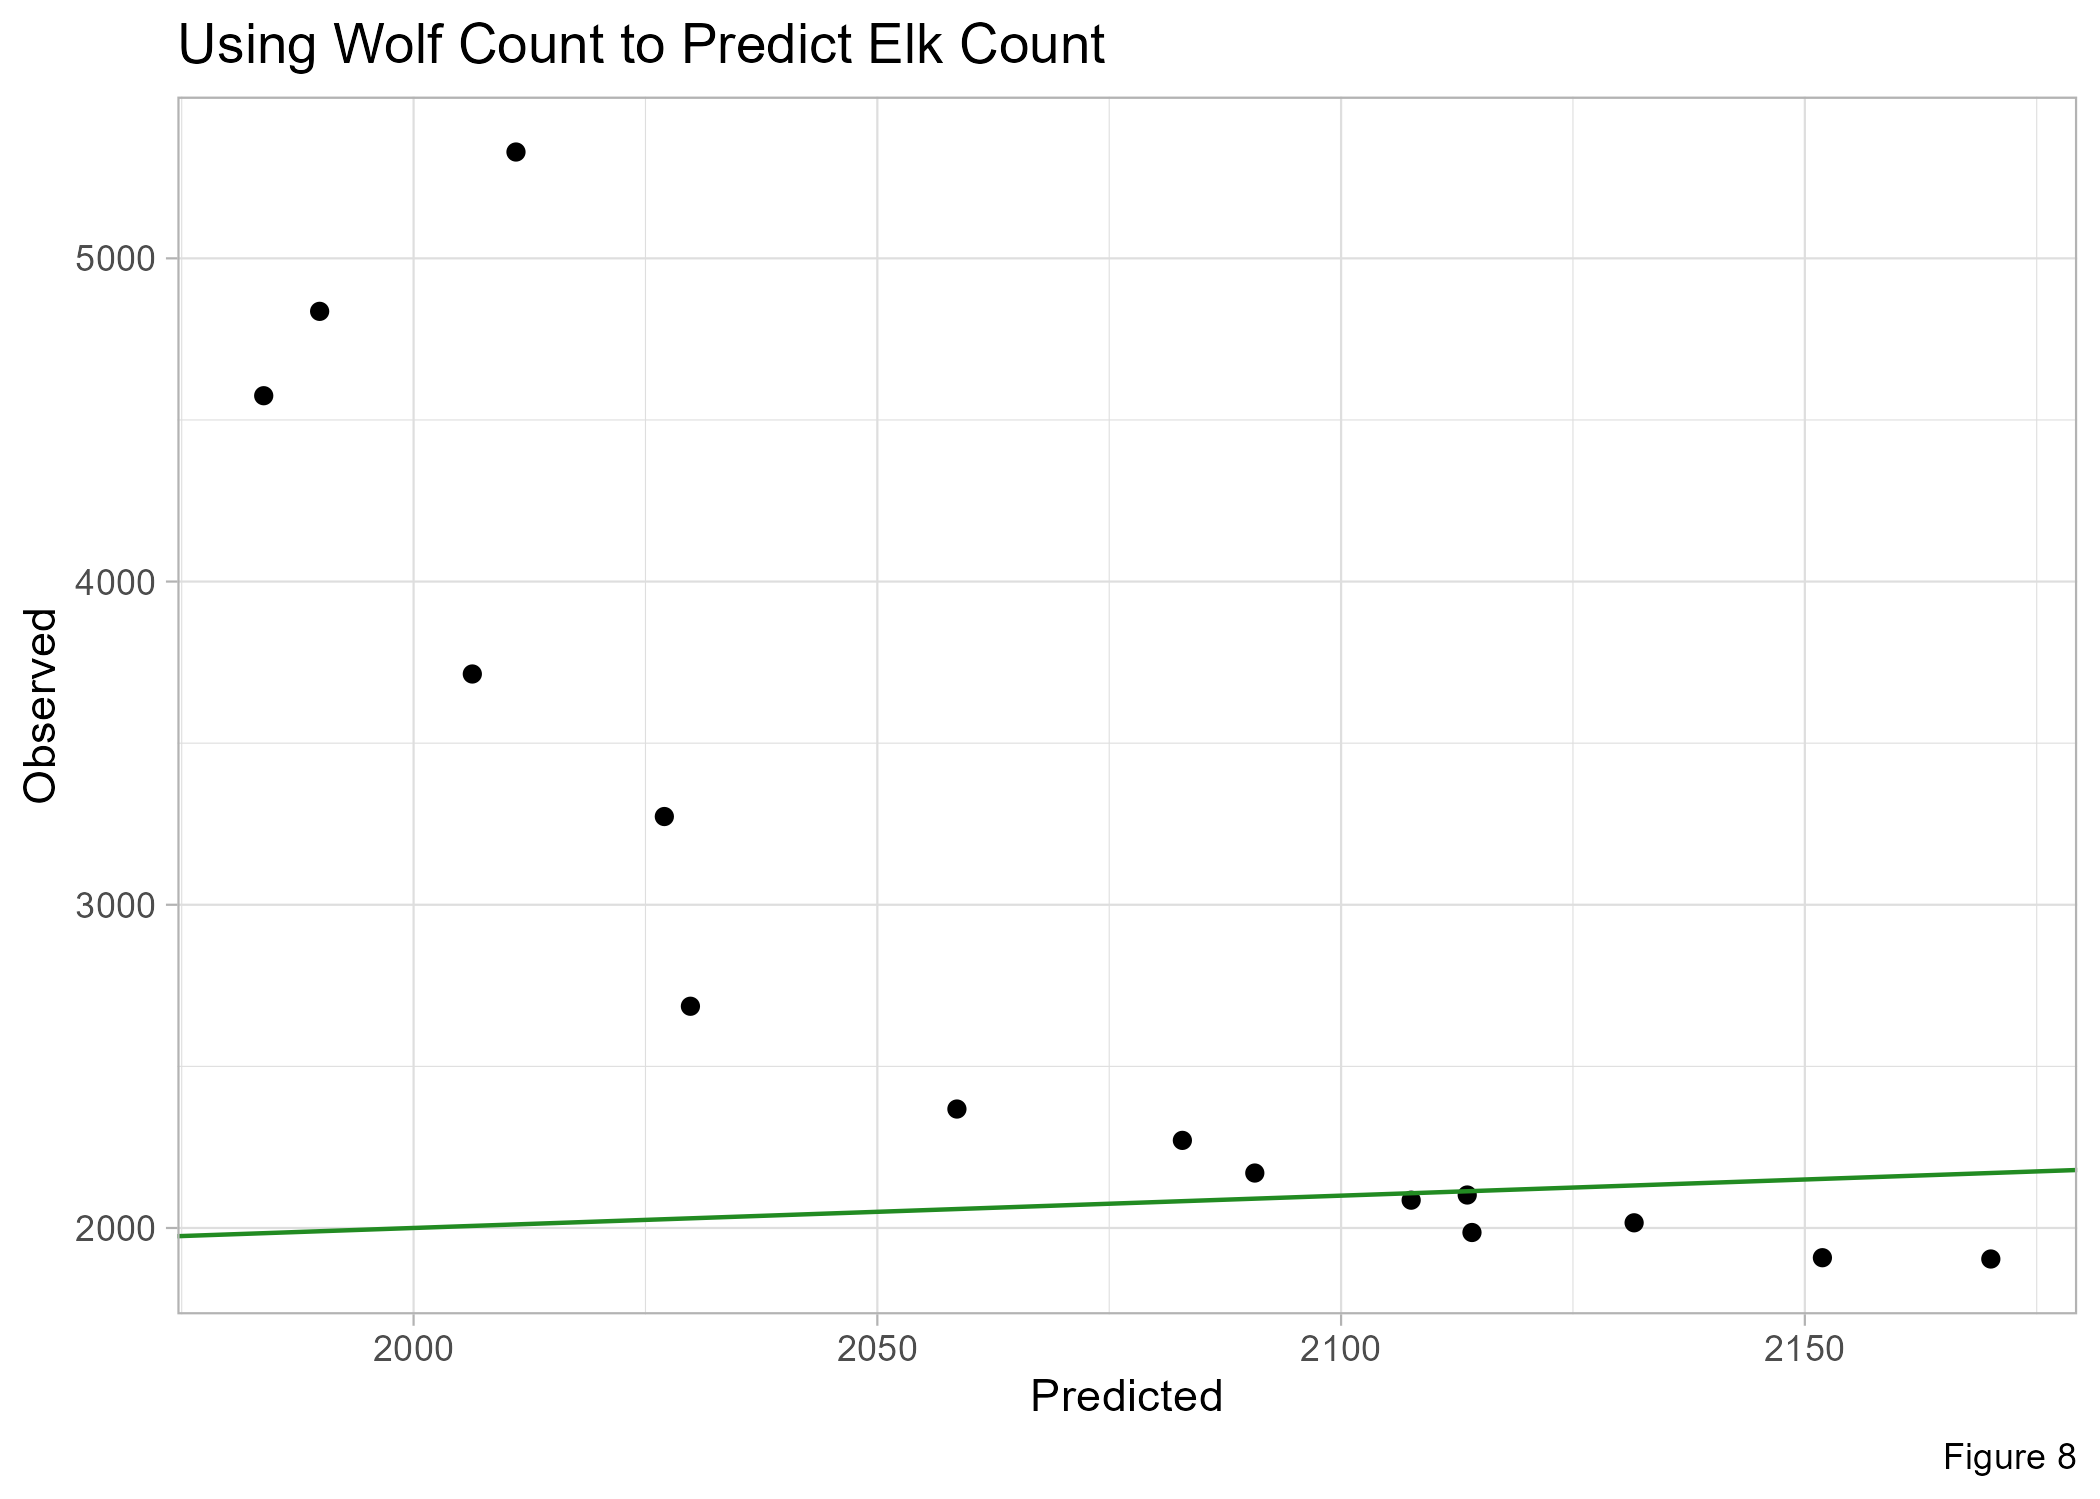 Using Wolf Count to Predict Elk Count
5000
4000
3000
2000
Observed
2000 2050 2100 2150
Predicted
Figure 8